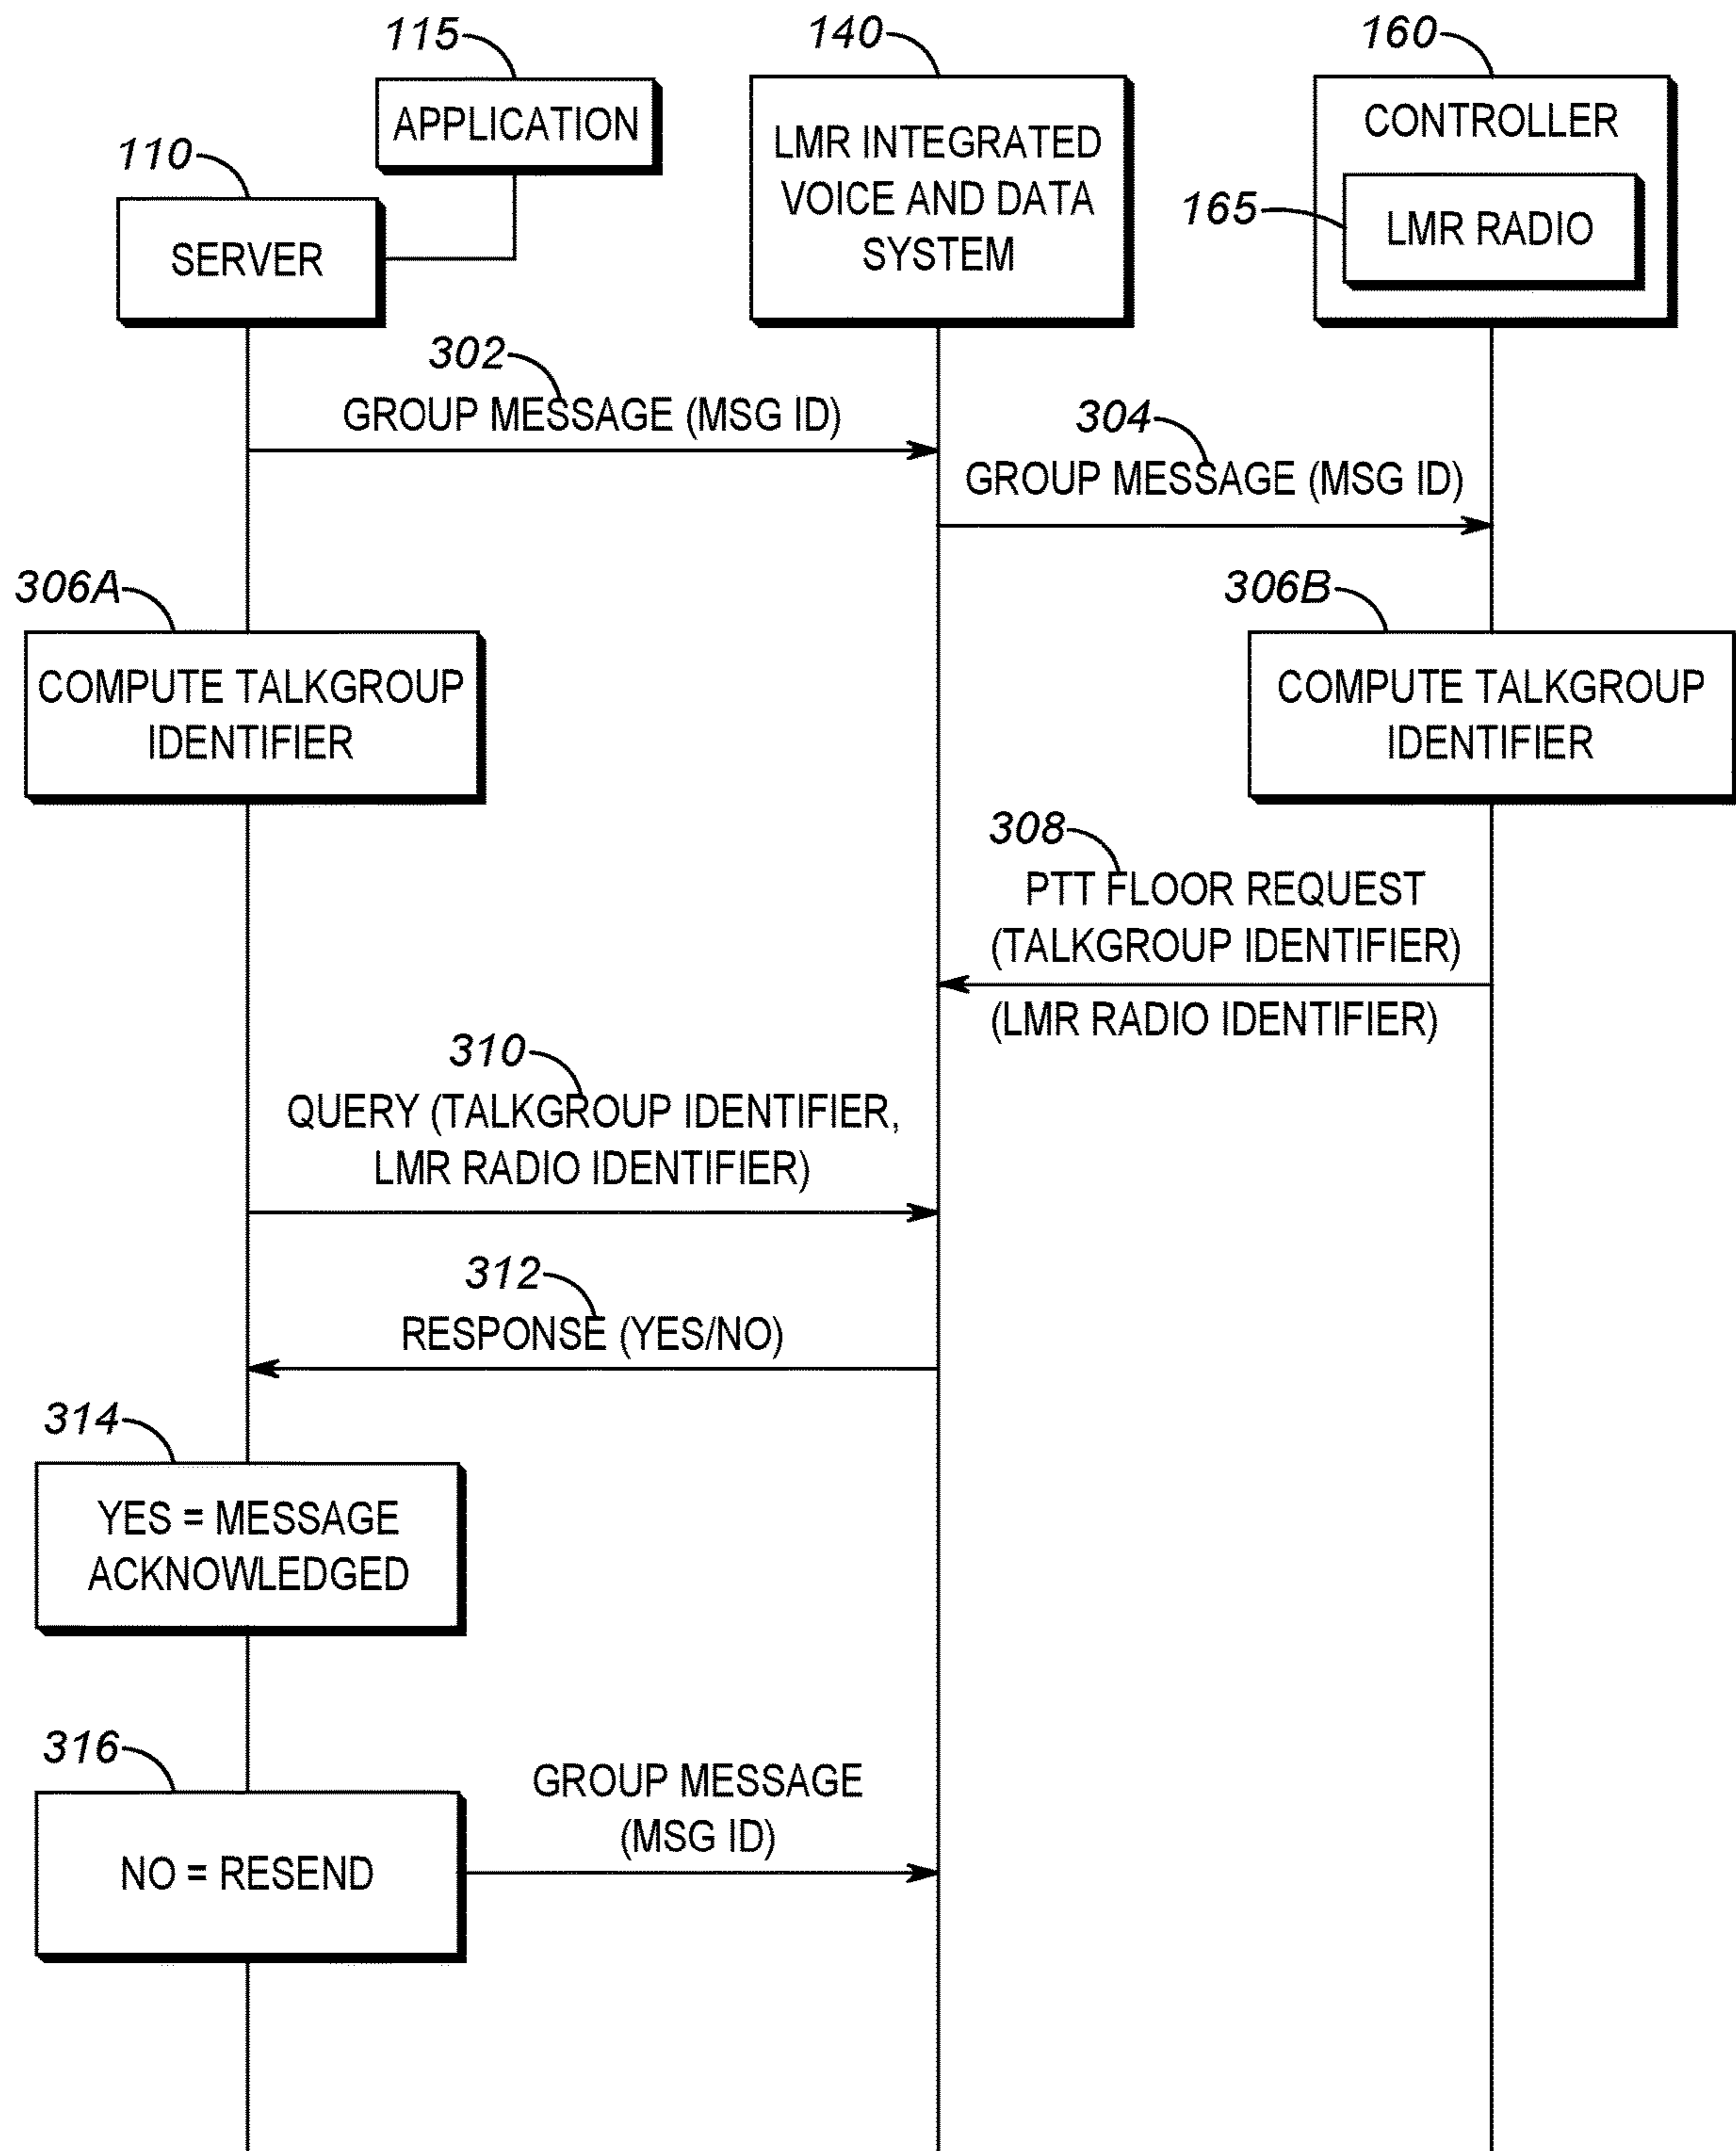 115
140
160
APPLICATION
110
SERVER
LMR INTEGRATED
VOICE AND DATA
SYSTEM
CONTROLLER
165
LMR RADIO
302
GROUP MESSAGE (MSG ID)
304
GROUP MESSAGE (MSG ID)
306A
COMPUTE TALKGROUP
IDENTIFIER
306B
COMPUTE TALKGROUP
IDENTIFIER
308
PTT FLOOR REQUEST
(TALKGROUP IDENTIFIER)
(LMR RADIO IDENTIFIER)
310
QUERY (TALKGROUP IDENTIFIER,
LMR RADIO IDENTIFIER)
312
RESPONSE (YES/NO)
314
YES = MESSAGE
ACKNOWLEDGED
316
NO = RESEND
GROUP MESSAGE
(MSG ID)